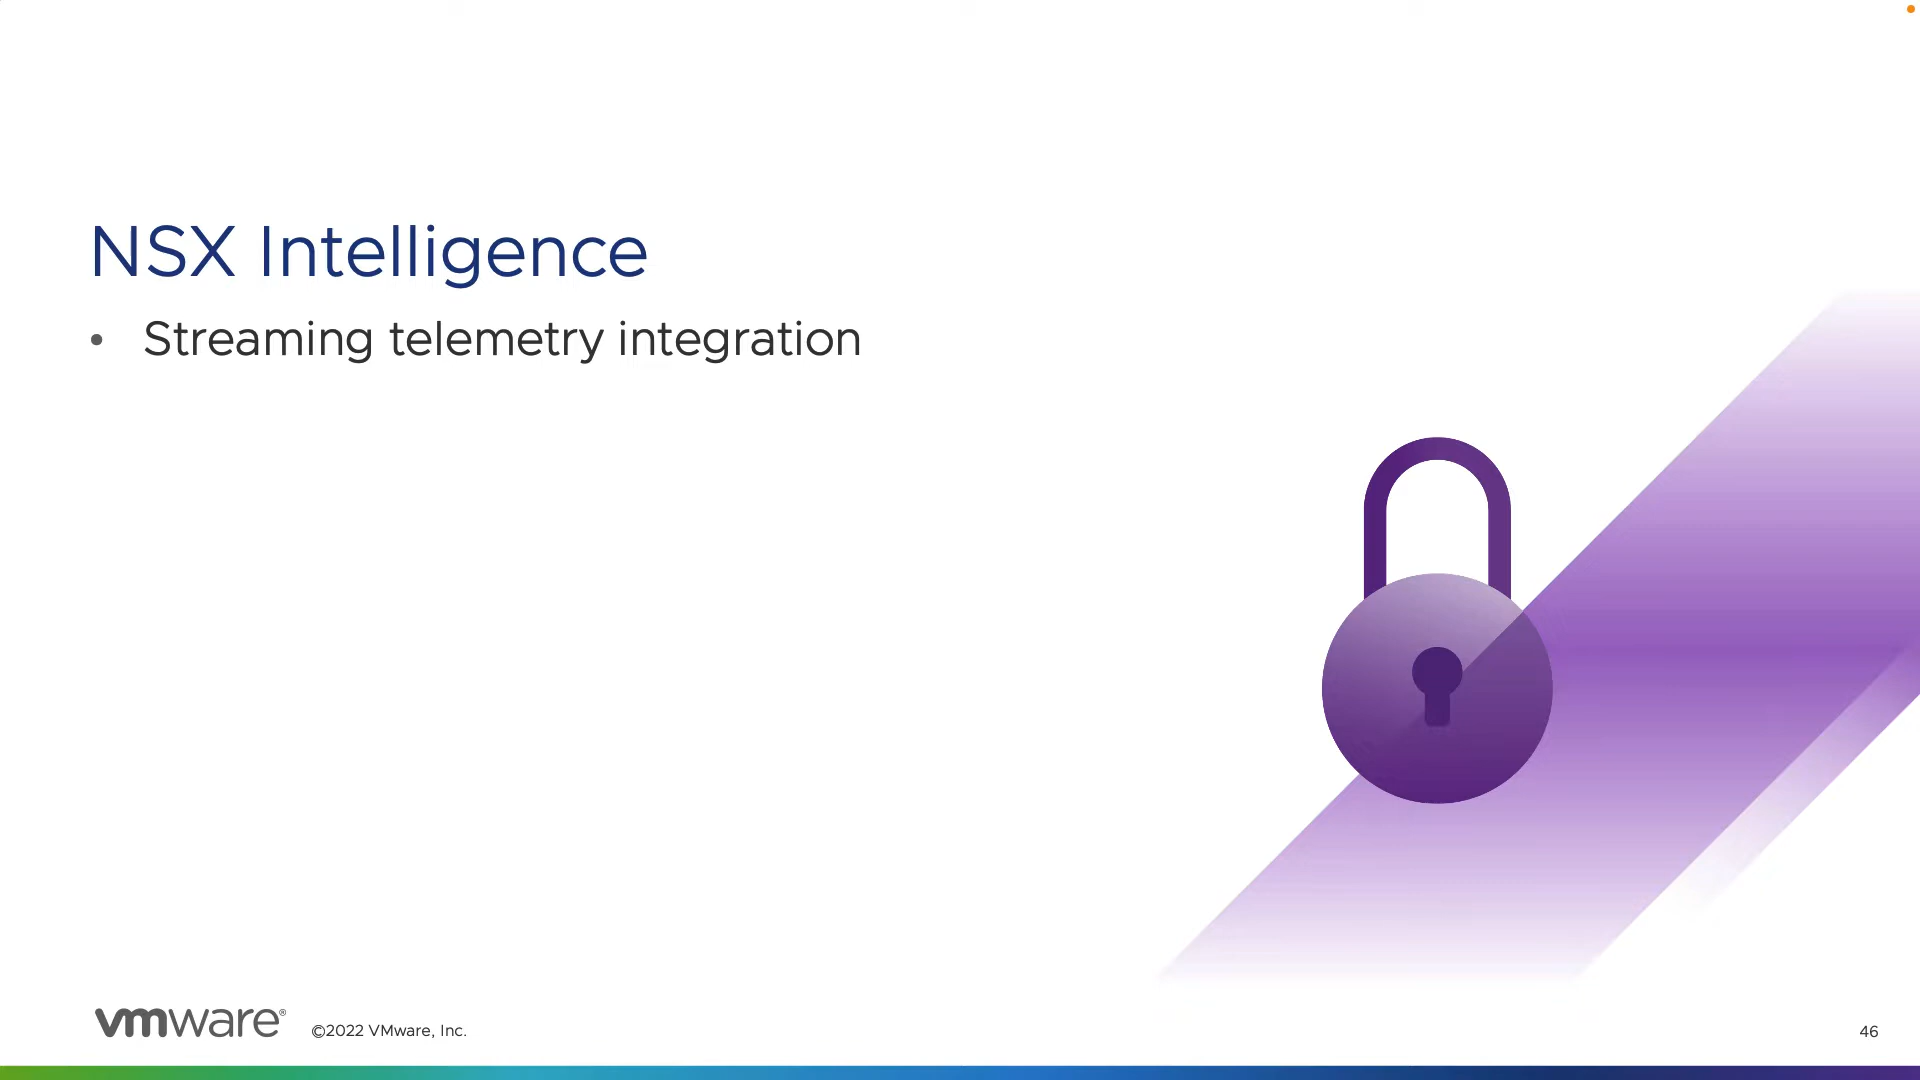 NSX Intelligence
• Streaming telemetry integration
vmware® ©2022 VMware, Inc.
46